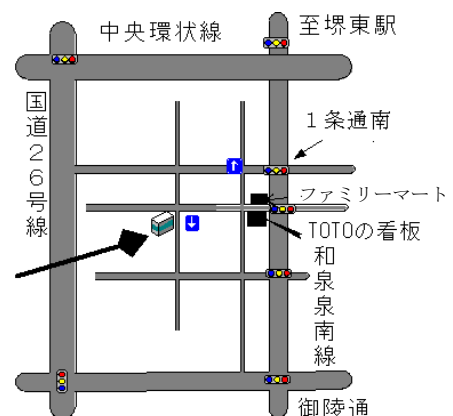 中央環状線
至堺東駅
国道26号線
1条通南
ファミリーマート
TOTOの看板
和泉泉南線
御陵通